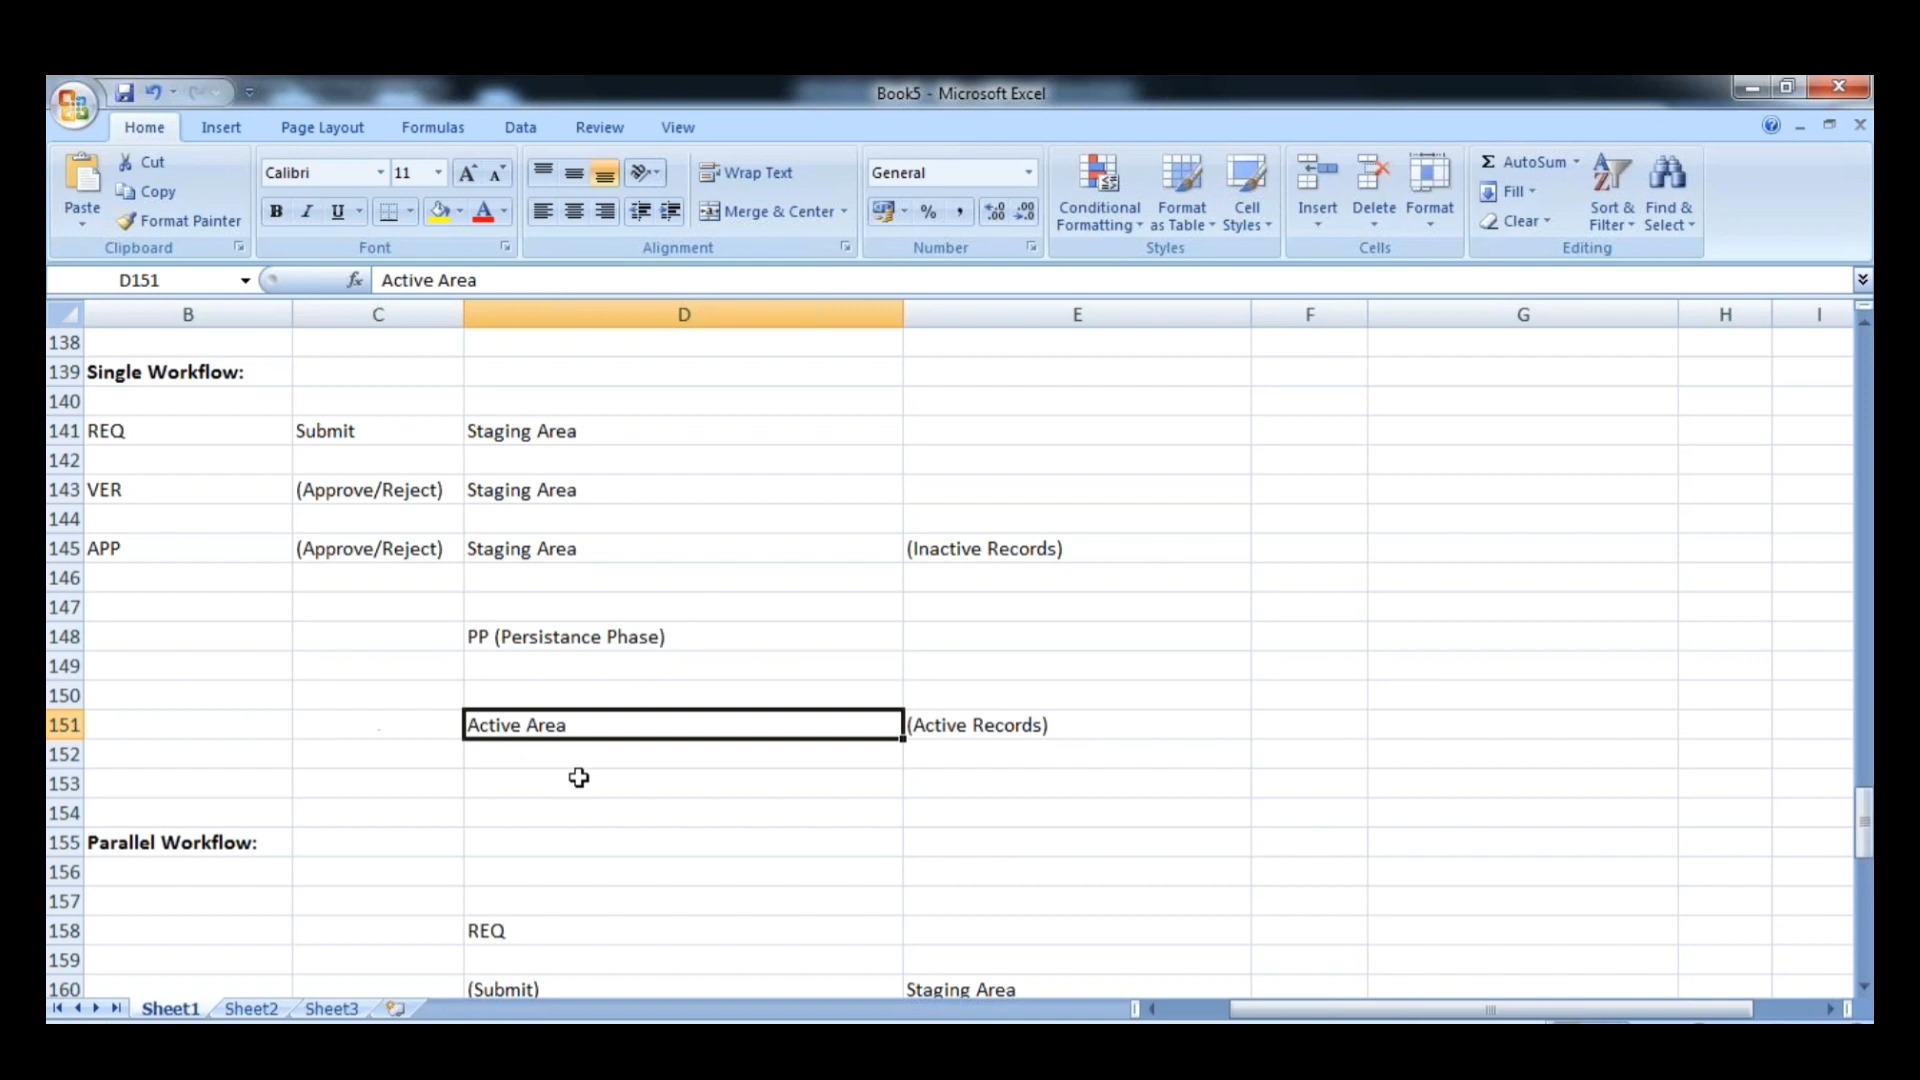 Book5 - Microsoft Excel
Home Insert Page Layout Formulas Data Review View
Paste Cut Copy Format Painter Clipboard
Calibri 11 B I U Font
Wrap Text Merge & Center Alignment
General % , .00 Number
Conditional Formatting Format as Table Cell Styles Styles
Insert Delete Format Cells
Σ AutoSum Fill Clear Sort & Filter Find & Select Editing
D151 fx Active Area
B C D E F G H I
138
139 Single Workflow:
140
141 REQ Submit Staging Area
142
143 VER (Approve/Reject) Staging Area
144
145 APP (Approve/Reject) Staging Area (Inactive Records)
146
147
148 PP (Persistance Phase)
149
150
151 Active Area (Active Records)
152
153
154
155 Parallel Workflow:
156
157
158 REQ
159
160 (Submit) Staging Area
Sheet1 Sheet2 Sheet3